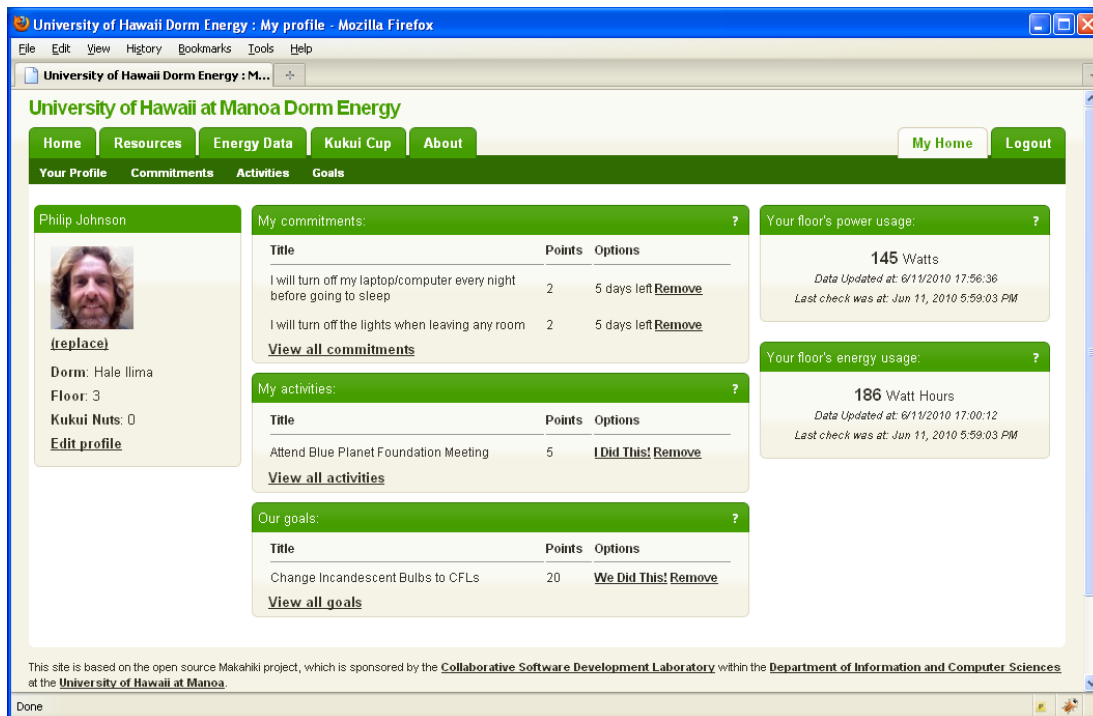 University of Hawaii Dorm Energy : My profile - Mozilla Firefox
File Edit View History Bookmarks Tools Help
University of Hawaii Dorm Energy : M...
University of Hawaii at Manoa Dorm Energy
Home Resources Energy Data Kukui Cup About My Home Logout
Your Profile Commitments Activities Goals
Philip Johnson
(replace)
Dorm: Hale Ilima
Floor: 3
Kukui Nuts: 0
Edit profile
My commitments: ?
Title Points Options
I will turn off my laptop/computer every night
before going to sleep 2 5 days left Remove
I will turn off the lights when leaving any room 2 5 days left Remove
View all commitments
My activities: ?
Title Points Options
Attend Blue Planet Foundation Meeting 5 I Did This! Remove
View all activities
Our goals: ?
Title Points Options
Change Incandescent Bulbs to CFLs 20 We Did This! Remove
View all goals
Your floor's power usage: ?
145 Watts
Data Updated at: 6/11/2010 17:56:36
Last check was at: Jun 11, 2010 5:59:03 PM
Your floor's energy usage: ?
186 Watt Hours
Data Updated at: 6/11/2010 17:00:12
Last check was at: Jun 11, 2010 5:59:03 PM
This site is based on the open source Makahiki project, which is sponsored by the Collaborative Software Development Laboratory within the Department of Information and Computer Sciences
at the University of Hawaii at Manoa.
Done